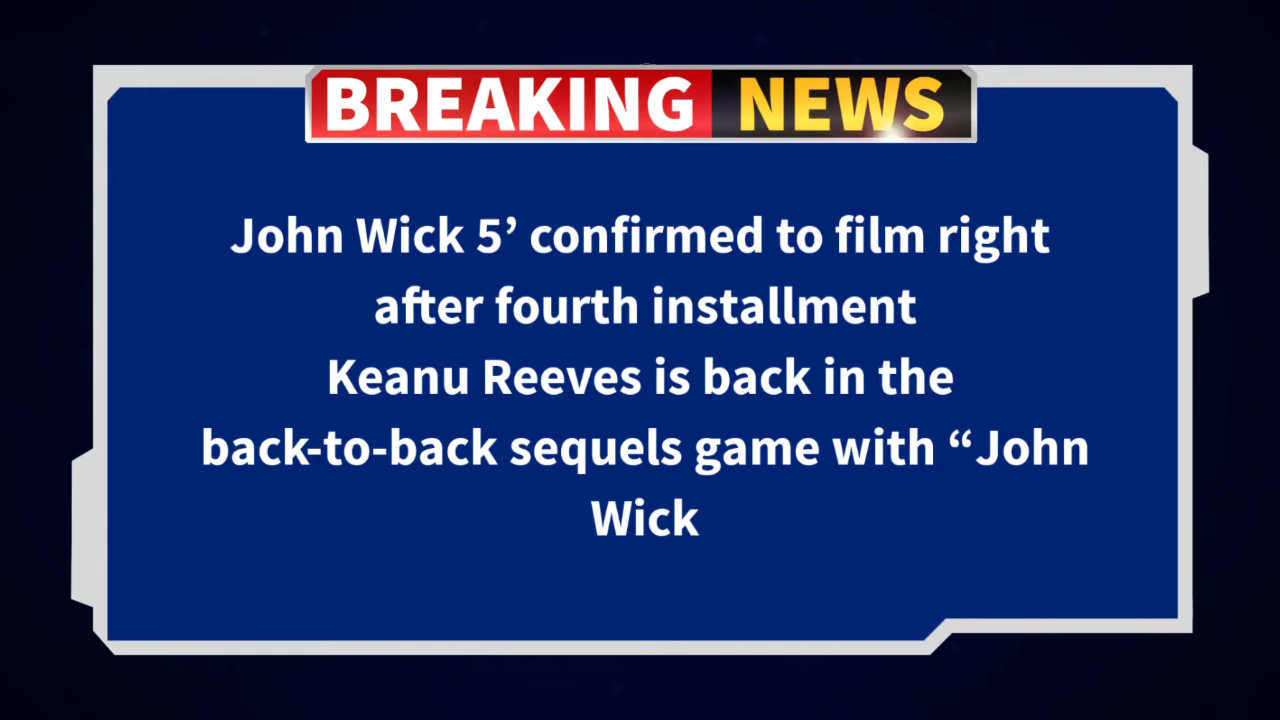 BREAKING NEWS
John Wick 5’ confirmed to film right
after fourth installment
Keanu Reeves is back in the
back-to-back sequels game with “John
Wick